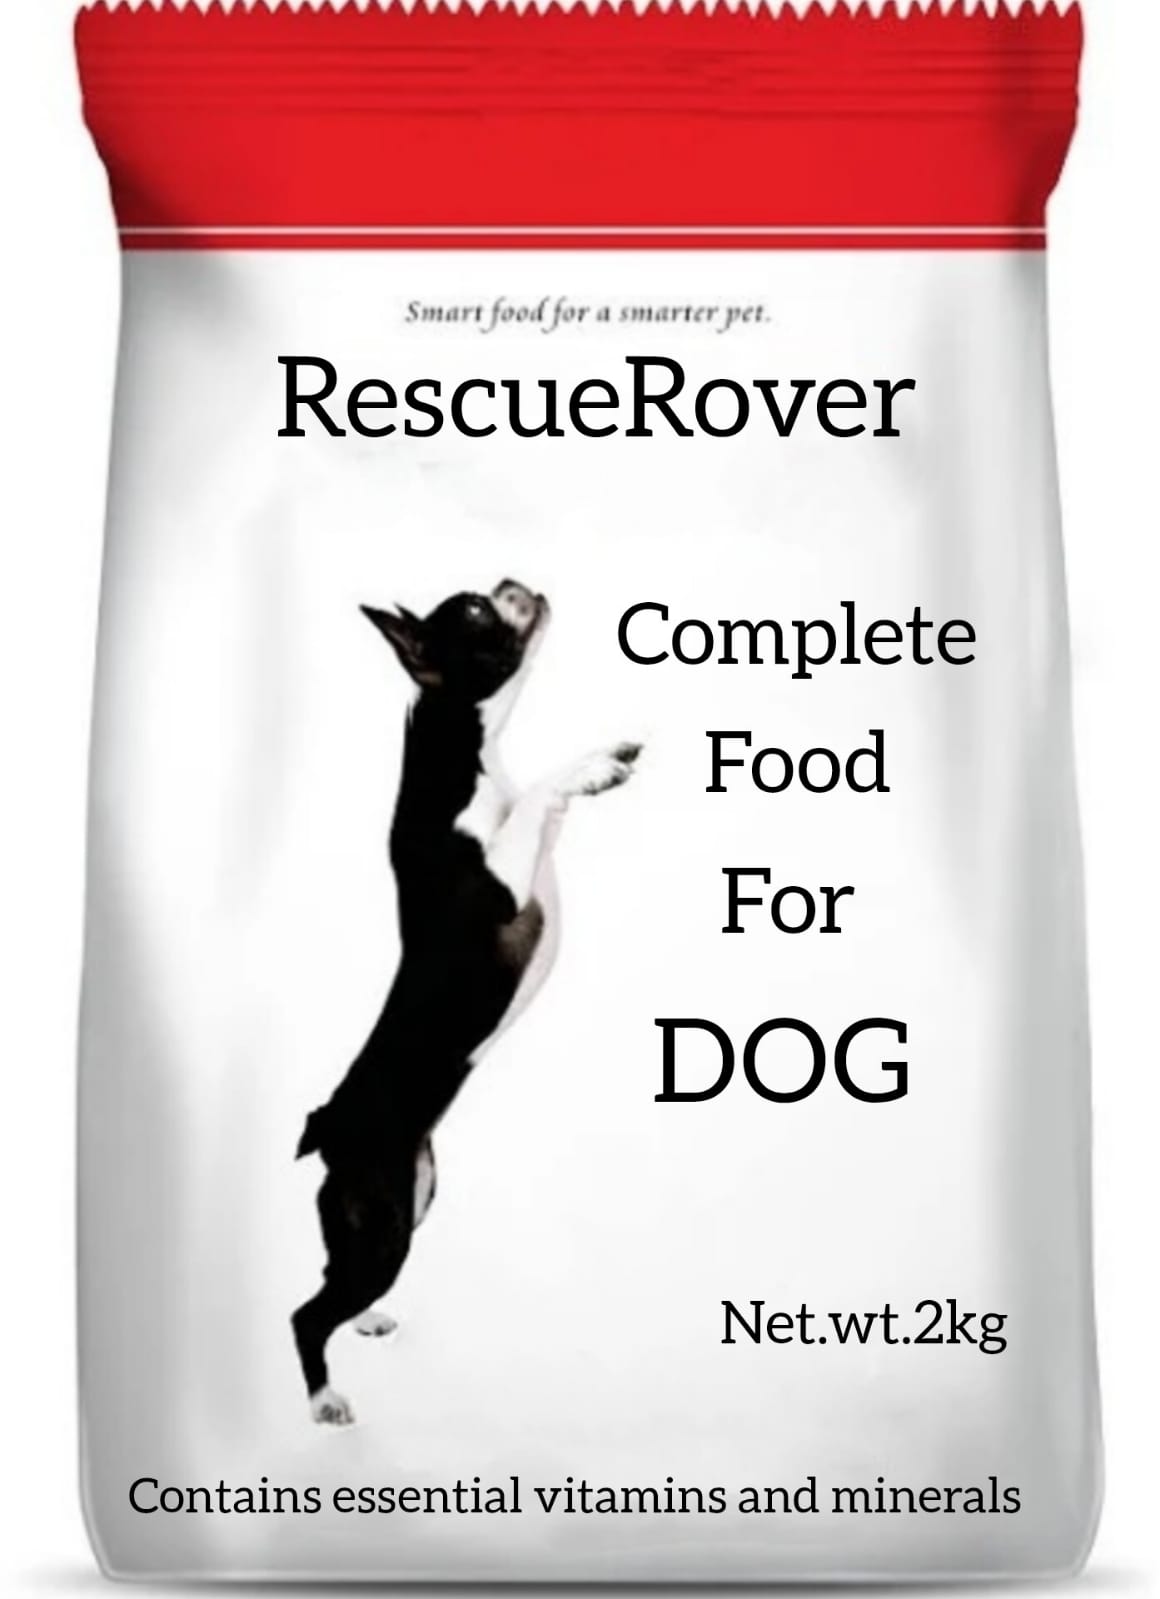 Smart food for a smarter pet.
RescueRover
Complete
Food
For
DOG
Net.wt.2kg
Contains essential vitamins and minerals